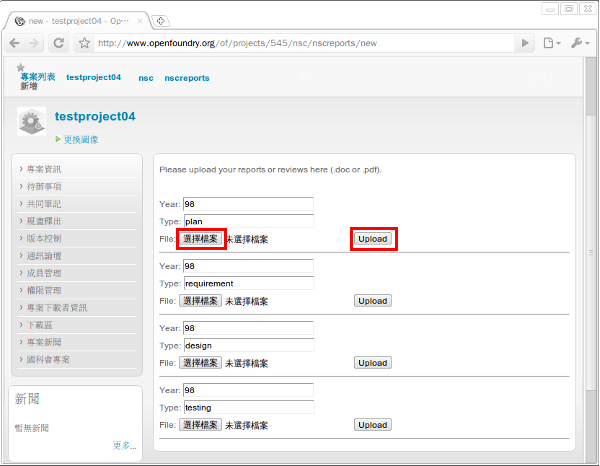 new - testproject04 - Op...
http://www.openfoundry.org/of/projects/545/nsc/nscreports/new
專案列表 testproject04 nsc nscreports
新增
testproject04
更換圖像
專案資訊
待辦事項
共同筆記
規畫釋出
版本控制
通訊論壇
成員管理
權限管理
專案下載者資訊
下載區
專案新聞
國科會專案
新聞
暫無新聞
更多...
Please upload your reports or reviews here (.doc or .pdf).
Year: 98
Type: plan
File: 選擇檔案 未選擇檔案 Upload
Year: 98
Type: requirement
File: 選擇檔案 未選擇檔案 Upload
Year: 98
Type: design
File: 選擇檔案 未選擇檔案 Upload
Year: 98
Type: testing
File: 選擇檔案 未選擇檔案 Upload